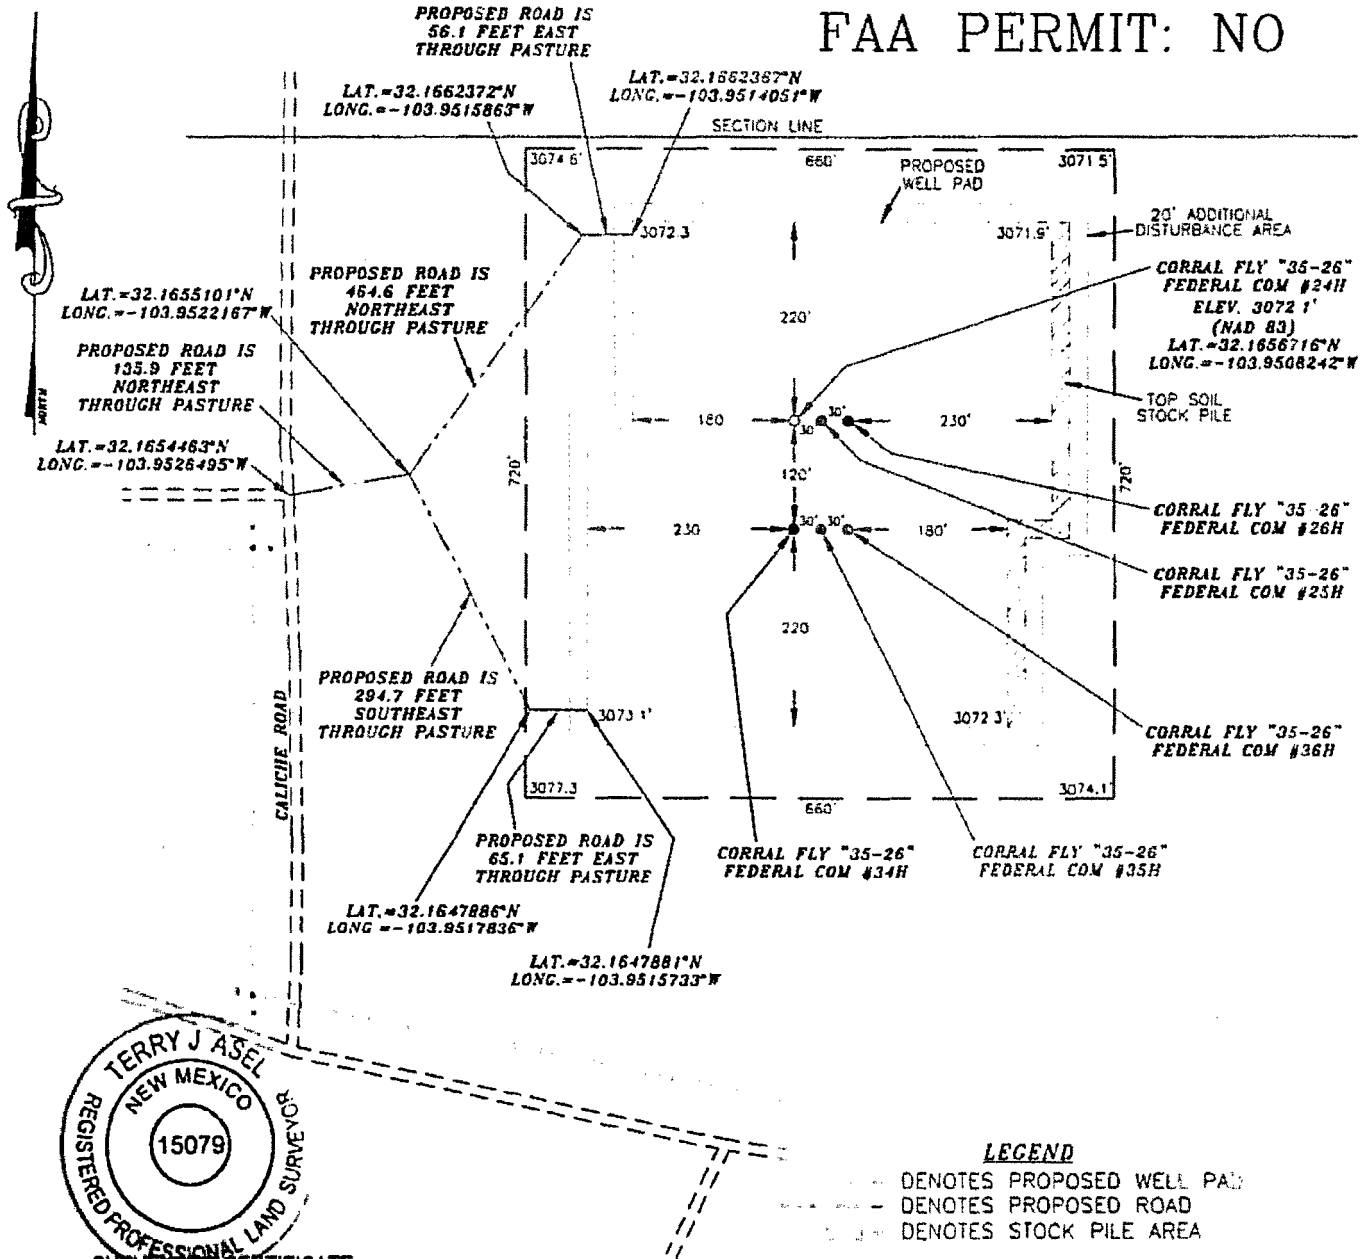 FAA PERMIT: NO
PROPOSED ROAD IS
56.1 FEET EAST
THROUGH PASTURE
LAT.=32.1662372°N
LONG.=-103.9515863°W
LAT.=32.1662367°N
LONG.=-103.9514051°W
SECTION LINE
3074.6'
660'
3071.5'
PROPOSED
WELL PAD
3072.3
3071.9'
20' ADDITIONAL
DISTURBANCE AREA
CORRAL FLY "35-26"
FEDERAL COM #24H
ELEV. 3072 1'
(NAD 83)
LAT.=32.1656716°N
LONG.=-103.9508242°W
PROPOSED ROAD IS
464.6 FEET
NORTHEAST
THROUGH PASTURE
LAT.=32.1655101°N
LONG.=-103.9522167°W
PROPOSED ROAD IS
135.9 FEET
NORTHEAST
THROUGH PASTURE
LAT.=32.1654463°N
LONG.=-103.9526495°W
NORTH
220'
TOP SOIL
STOCK PILE
180
30'
30'
230'
720'
120'
720'
CORRAL FLY "35-26"
FEDERAL COM #26H
230
30'
30'
180'
CORRAL FLY "35-26"
FEDERAL COM #25H
220
PROPOSED ROAD IS
294.7 FEET
SOUTHEAST
THROUGH PASTURE
CALICHE ROAD
3073.1'
3072 3'
CORRAL FLY "35-26"
FEDERAL COM #36H
3077.3
660'
3074.1'
PROPOSED ROAD IS
65.1 FEET EAST
THROUGH PASTURE
CORRAL FLY "35-26"
FEDERAL COM #34H
CORRAL FLY "35-26"
FEDERAL COM #35H
LAT.=32.1647886°N
LONG =-103.9517836°W
LAT.=32.1647881°N
LONG.=-103.9515733°W
TERRY J ASEL
NEW MEXICO
15079
REGISTERED PROFESSIONAL LAND SURVEYOR
LEGEND
DENOTES PROPOSED WELL PAD
DENOTES PROPOSED ROAD
DENOTES STOCK PILE AREA